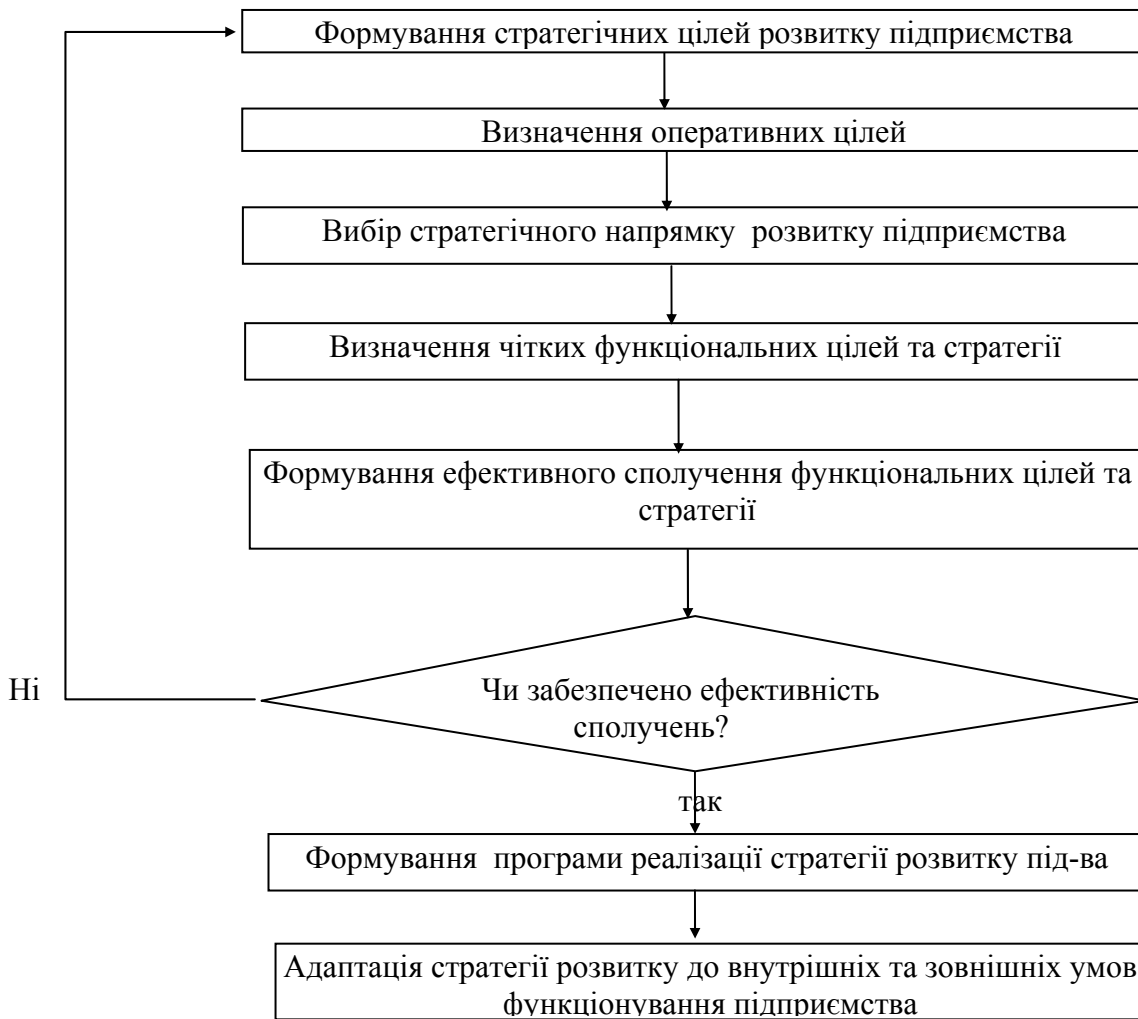 Формування стратегічних цілей розвитку підприємства
Визначення оперативних цілей
Вибір стратегічного напрямку розвитку підприємства
Визначення чітких функціональних цілей та стратегії
Формування ефективного сполучення функціональних цілей та
стратегії
Ні
Чи забезпечено ефективність
сполучень?
так
Формування програми реалізації стратегії розвитку під-ва
Адаптація стратегії розвитку до внутрішніх та зовнішніх умов
функціонування підприємства